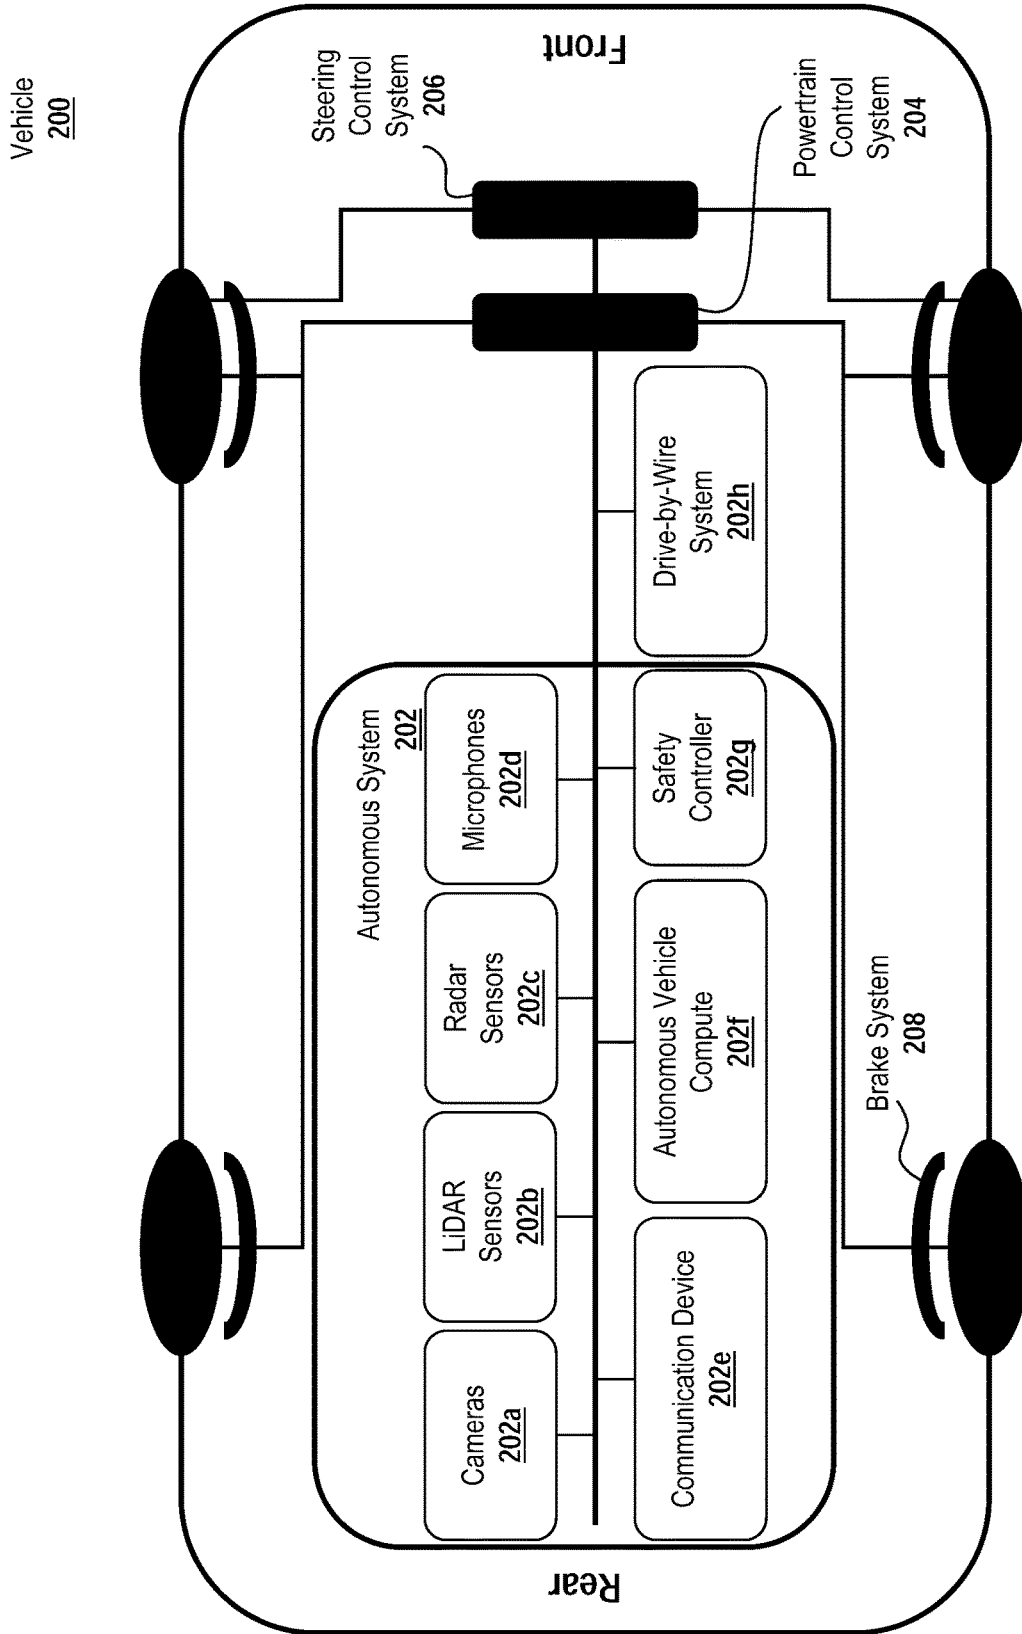 Vehicle
200
Rear
Front
Steering
Control
System
206
Powertrain
Control
System
204
Autonomous System
202
Cameras
202a
LiDAR
Sensors
202b
Radar
Sensors
202c
Microphones
202d
Communication Device
202e
Autonomous Vehicle
Compute
202f
Safety
Controller
202g
Drive-by-Wire
System
202h
Brake System
208